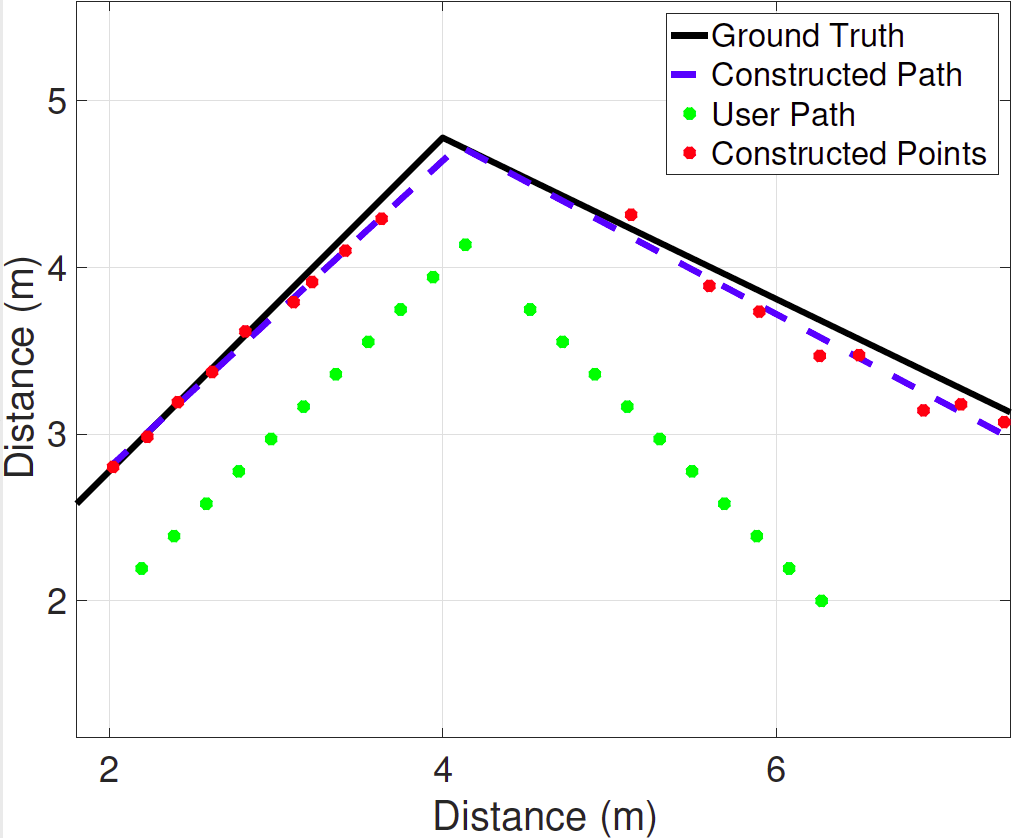 Ground Truth
Constructed Path
User Path
Constructed Points
5
4
3
2
Distance (m)
2
4
6
Distance (m)